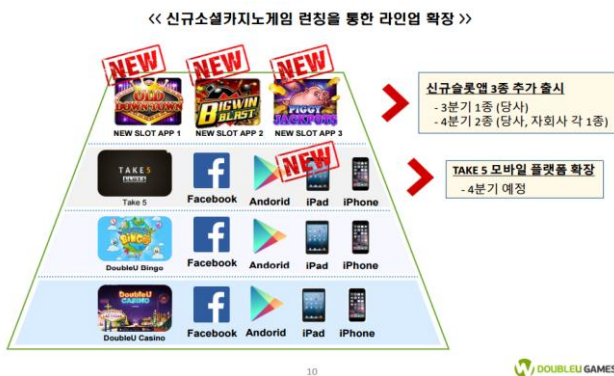 << 신규소셜카지노게임 런칭을 통한 라인업 확장 >>
NEW NEW NEW
OLD DOWNTOWN
BIGWIN BLAST
PIGGY JACKPOTS
NEW SLOT APP 1 NEW SLOT APP 2 NEW SLOT APP 3
신규슬롯앱 3종 추가 출시
- 3분기 1종 (당사)
- 4분기 2종 (당사, 자회사 각 1종)
NEW
TAKE 5
Take 5 Facebook Andorid iPad iPhone
TAKE 5 모바일 플랫폼 확장
- 4분기 예정
BINGO
DoubleU Bingo Facebook Andorid iPad iPhone
DoubleU CASINO
DoubleU Casino Facebook Andorid iPad iPhone
10
DOUBLEU GAMES